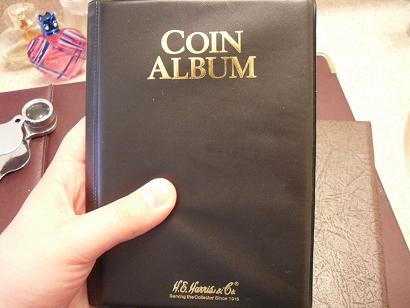 COIN
ALBUM
H.E. Harris & Co.®
Serving the Collector Since 1916